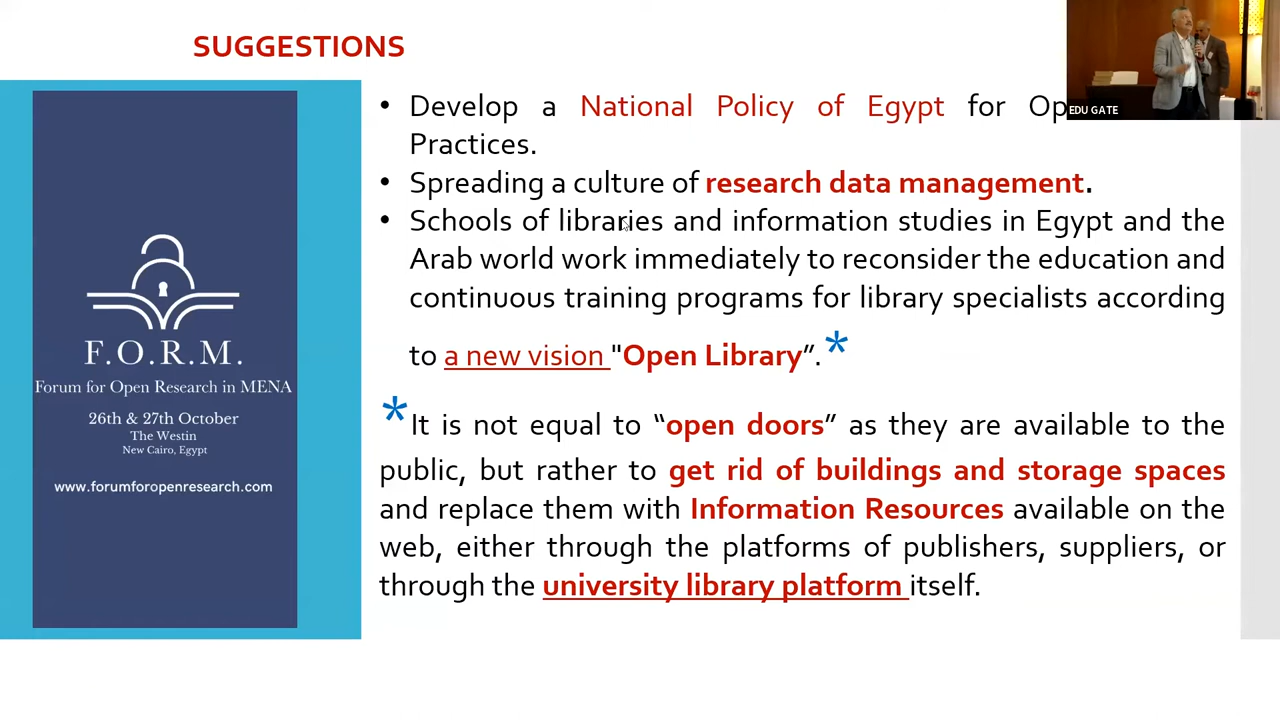 SUGGESTIONS
• Develop a National Policy of Egypt for
Practices.
• Spreading a culture of research data management.
• Schools of libraries and information studies in Egypt and the
Arab world work immediately to reconsider the education and
continuous training programs for library specialists according
to a new vision "Open Library”.*
*It is not equal to “open doors” as they are available to the
public, but rather to get rid of buildings and storage spaces
and replace them with Information Resources available on the
web, either through the platforms of publishers, suppliers, or
through the university library platform itself.
F.O.R.M.
Forum for Open Research in MENA
26th & 27th October
The Westin
New Cairo, Egypt
www.forumforopenresearch.com
EDU GATE